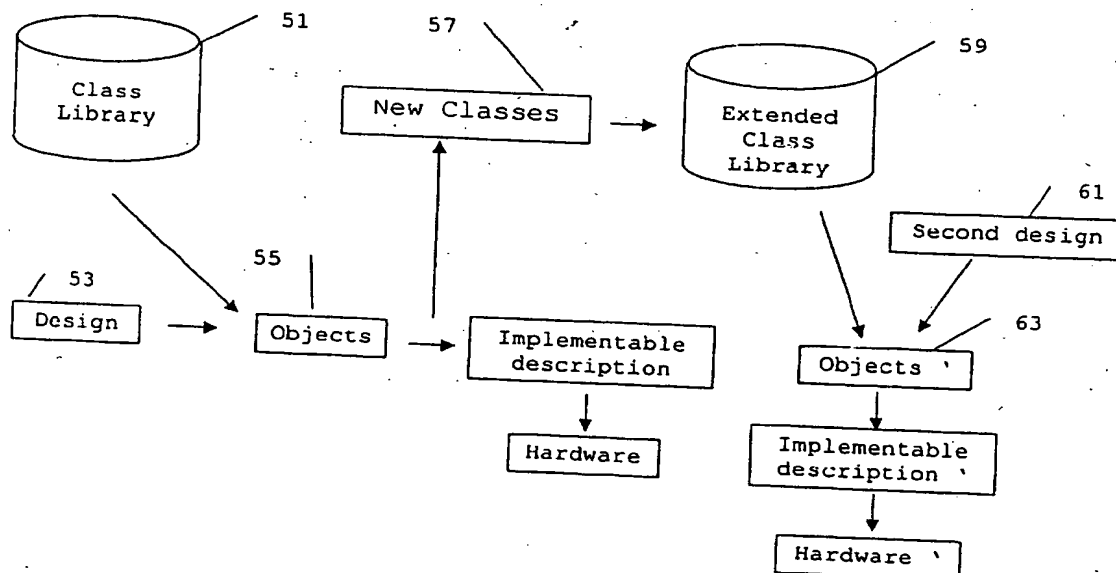 51
57
59
Class
Library
New Classes
Extended
Class
Library
61
Second design
53
55
Design
Objects
Implementable
description
63
Objects '
Hardware
Implementable
description '
Hardware '